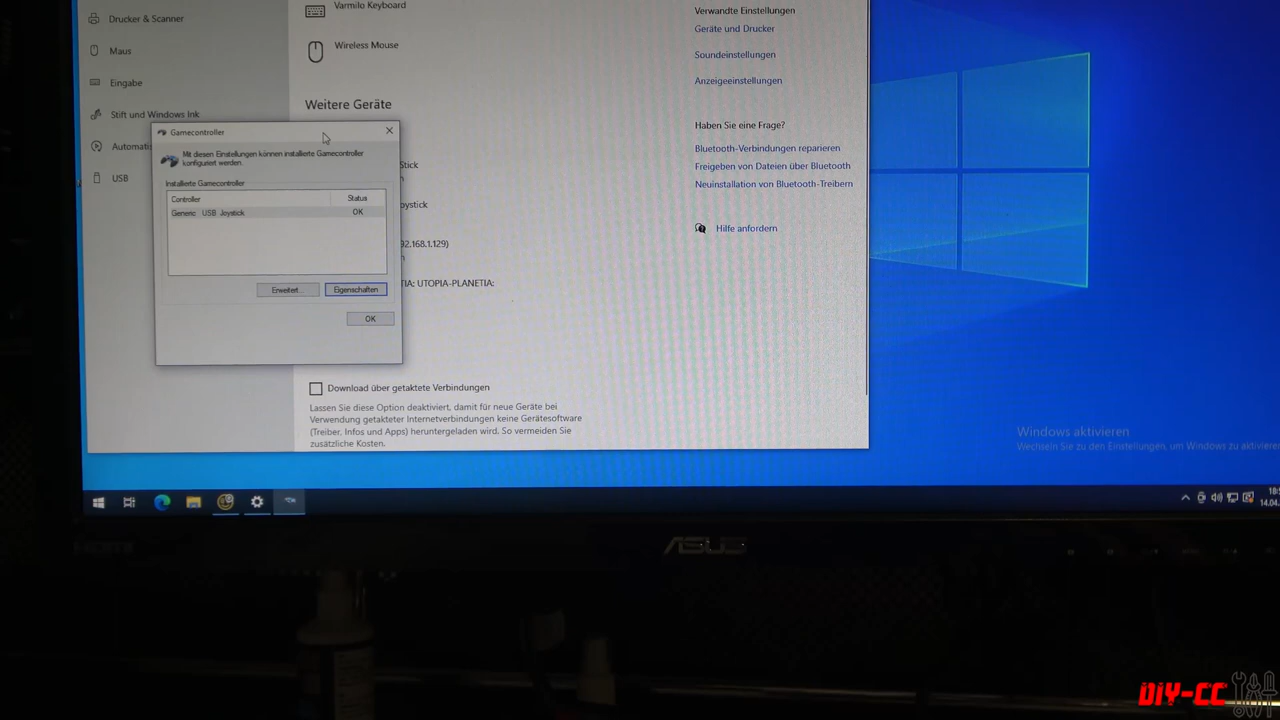 Drucker & Scanner
Maus
Eingabe
Stift und Windows Ink
USB
Varmilo Keyboard
Wireless Mouse
Weitere Geräte
Gamecontroller
Mit diesen Einstellungen können installierte Gamecontroller
konfiguriert werden.
Installierte Gamecontroller
Controller Status
Generic USB Joystick OK
Erweitert... Eigenschaften
OK
Stick
oystick
92.168.1.129)
UTOPIA-PLANETIA:
Download über getaktete Verbindungen
Lassen Sie diese Option deaktiviert, damit für neue Geräte bei
Verwendung getakteter Internetverbindungen keine Gerätesoftware
(Treiber, Infos und Apps) heruntergeladen wird. So vermeiden Sie
zusätzliche Kosten.
Verwandte Einstellungen
Geräte und Drucker
Soundeinstellungen
Anzeigeeinstellungen
Haben Sie eine Frage?
Bluetooth-Verbindungen reparieren
Freigeben von Dateien über Bluetooth
Neuinstallation von Bluetooth-Treibern
Hilfe anfordern
Windows aktivieren
Wechseln Sie zu den Einstellungen, um Windows zu aktiviere
14.04.
ASUS
DiY-CC